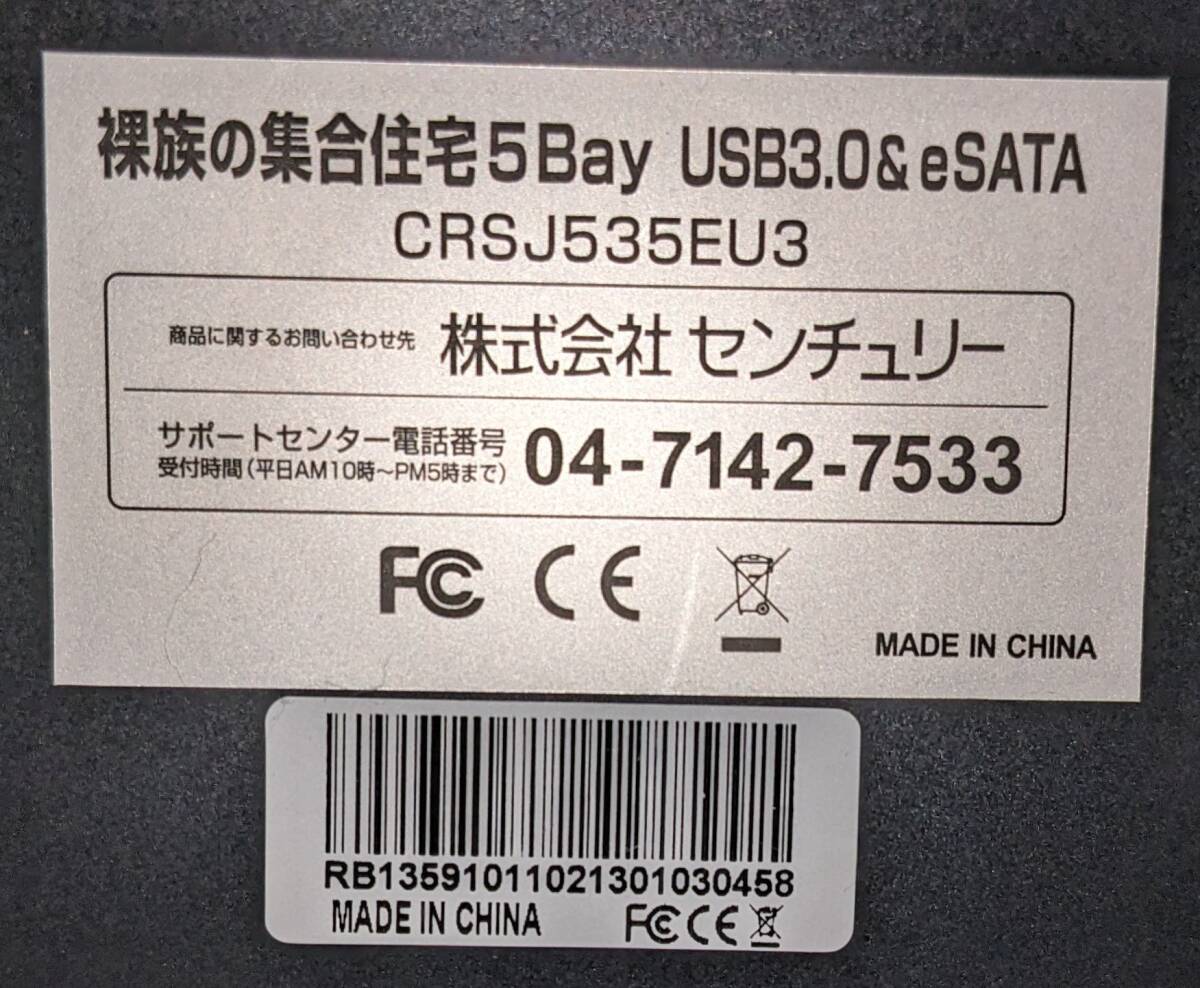 裸族の集合住宅5Bay USB3.0&eSATA
CRSJ535EU3
商品に関するお問い合わせ先 株式会社 センチュリー
サポートセンター電話番号 04-7142-7533
受付時間(平日AM10時～PM5時まで)
FC CE
MADE IN CHINA
RB135910110213010​30458
MADE IN CHINA FC CE